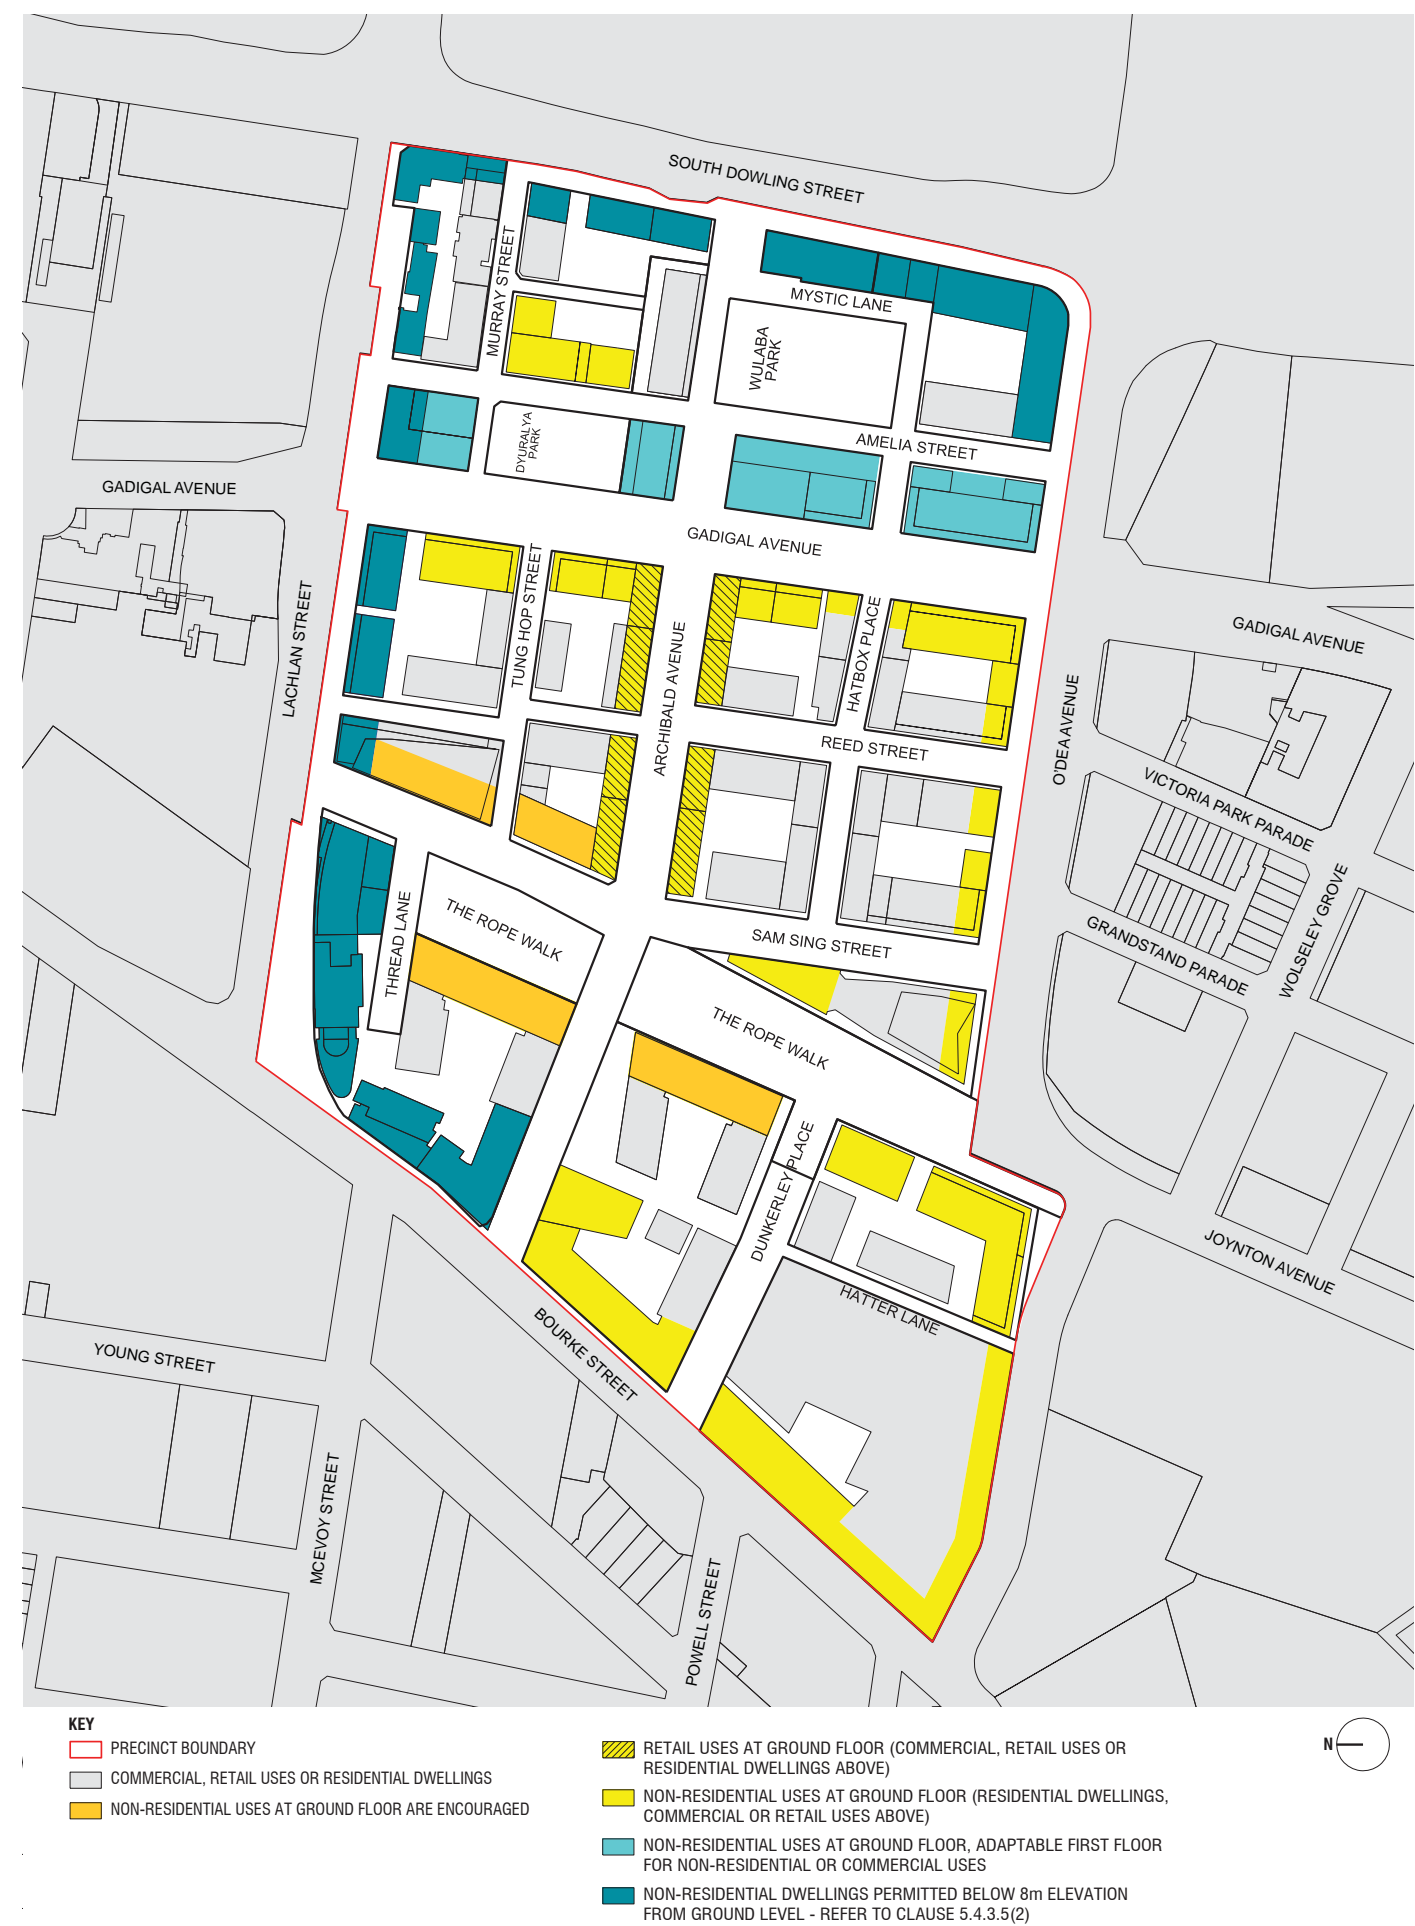 SOUTH DOWLING STREET
MURRAY STREET
MYSTIC LANE
WULABA
PARK
DYURALYA
PARK
AMELIA STREET
GADIGAL AVENUE
GADIGAL AVENUE
LACHLAN STREET
TUNG HOP STREET
ARCHIBALD AVENUE
HATBOX PLACE
GADIGAL AVENUE
O'DEA AVENUE
REED STREET
VICTORIA PARK PARADE
WOLSELEY GROVE
GRANDSTAND PARADE
THREAD LANE
THE ROPE WALK
SAM SING STREET
THE ROPE WALK
DUNKERLEY PLACE
HATTER LANE
JOYNTON AVENUE
BOURKE STREET
YOUNG STREET
MCEVOY STREET
POWELL STREET
KEY
PRECINCT BOUNDARY
COMMERCIAL, RETAIL USES OR RESIDENTIAL DWELLINGS
NON-RESIDENTIAL USES AT GROUND FLOOR ARE ENCOURAGED
RETAIL USES AT GROUND FLOOR (COMMERCIAL, RETAIL USES OR
RESIDENTIAL DWELLINGS ABOVE)
NON-RESIDENTIAL USES AT GROUND FLOOR (RESIDENTIAL DWELLINGS,
COMMERCIAL OR RETAIL USES ABOVE)
NON-RESIDENTIAL USES AT GROUND FLOOR, ADAPTABLE FIRST FLOOR
FOR NON-RESIDENTIAL OR COMMERCIAL USES
NON-RESIDENTIAL DWELLINGS PERMITTED BELOW 8m ELEVATION
FROM GROUND LEVEL - REFER TO CLAUSE 5.4.3.5(2)
N